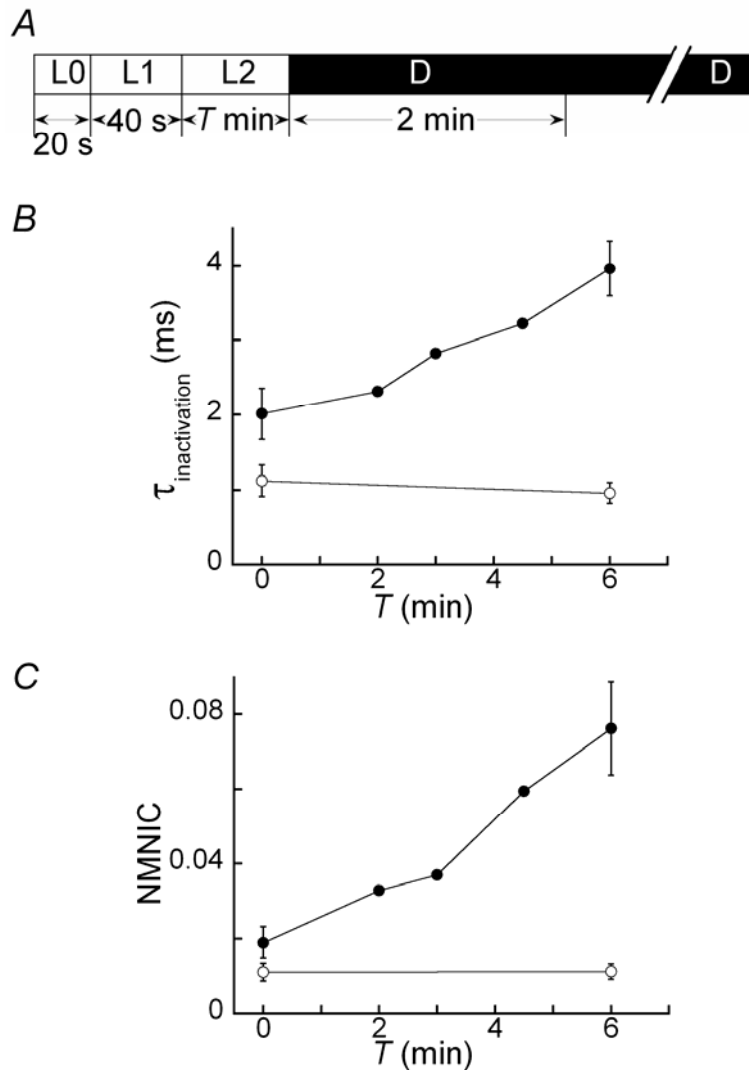 A
L0 L1 L2 D D
40 s T min 2 min
20 s
B
τinactivation (ms)
4
2
0
0 2 4 6
T (min)
C
NMNIC
0.08
0.04
0
0 2 4 6
T (min)